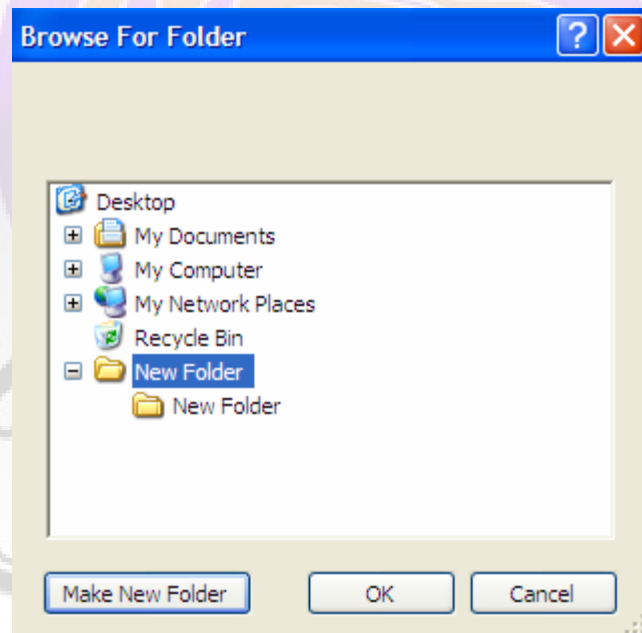 Browse For Folder
Desktop
My Documents
My Computer
My Network Places
Recycle Bin
New Folder
New Folder
Make New Folder OK Cancel